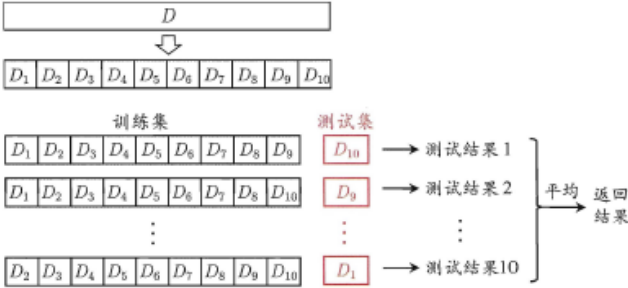 D
D₁ D₂ D₃ D₄ D₅ D₆ D₇ D₈ D₉ D₁₀
训练集 测试集
D₁ D₂ D₃ D₄ D₅ D₆ D₇ D₈ D₉ D₁₀ 测试结果1
D₁ D₂ D₃ D₄ D₅ D₆ D₇ D₈ D₁₀ D₉ 测试结果2
平均 返回
结果
D₂ D₃ D₄ D₅ D₆ D₇ D₈ D₉ D₁₀ D₁ 测试结果10